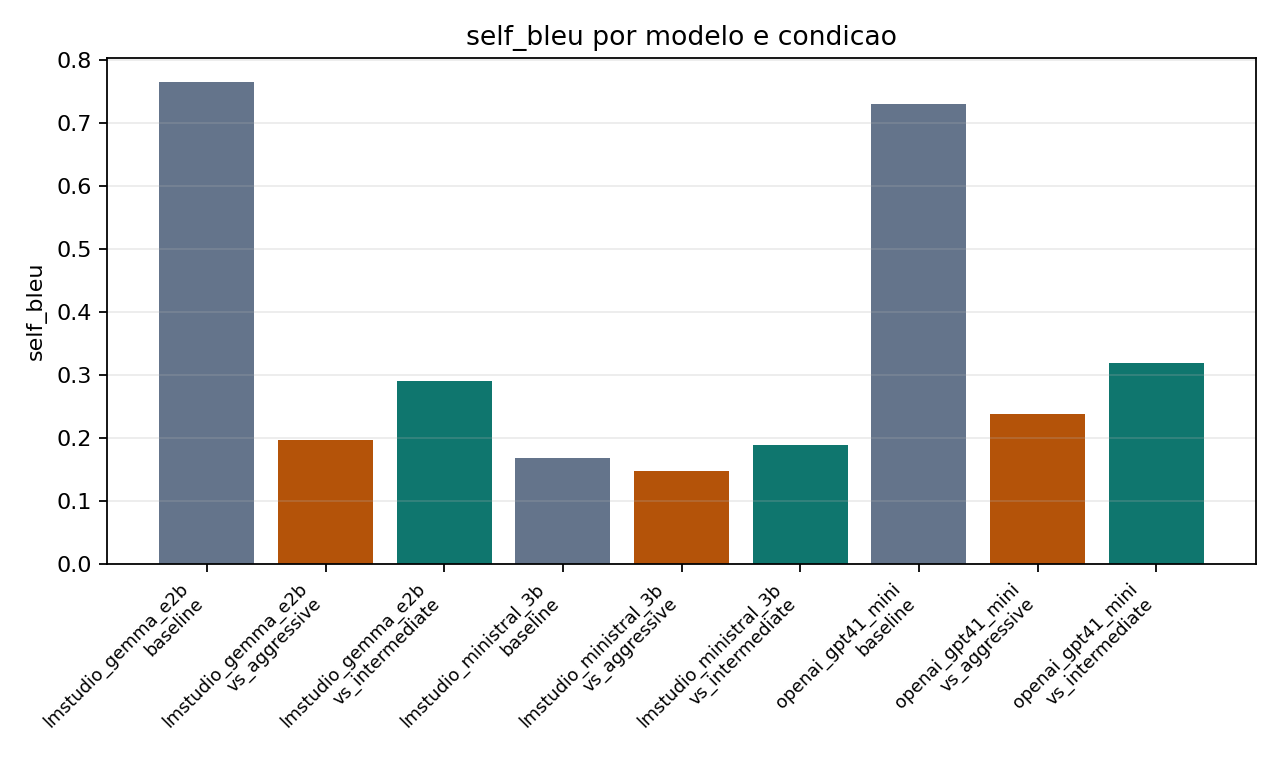 self_bleu por modelo e condicao
self_bleu
0.8
0.7
0.6
0.5
0.4
0.3
0.2
0.1
0.0
lmstudio_gemma_e2b
baseline
lmstudio_gemma_e2b
vs_aggressive
lmstudio_gemma_e2b
vs_intermediate
lmstudio_ministral_3b
baseline
lmstudio_ministral_3b
vs_aggressive
lmstudio_ministral_3b
vs_intermediate
openai_gpt41_mini
baseline
openai_gpt41_mini
vs_aggressive
openai_gpt41_mini
vs_intermediate